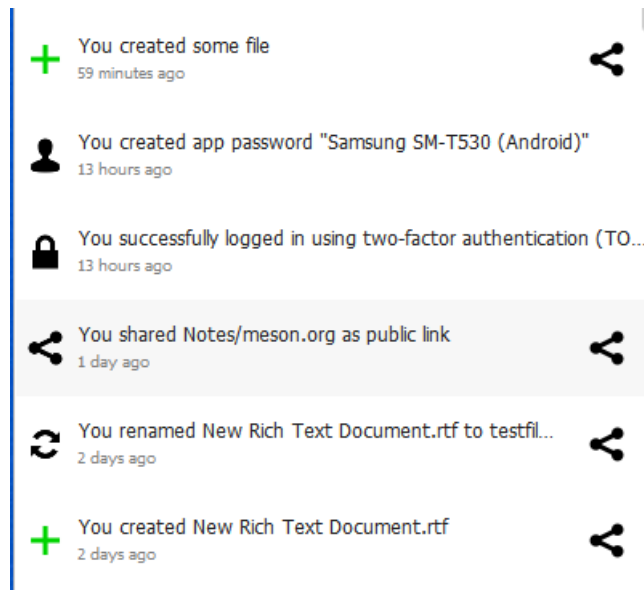 You created some file
59 minutes ago
You created app password "Samsung SM-T530 (Android)"
13 hours ago
You successfully logged in using two-factor authentication (TO...
13 hours ago
You shared Notes/meson.org as public link
1 day ago
You renamed New Rich Text Document.rtf to testfil...
2 days ago
You created New Rich Text Document.rtf
2 days ago